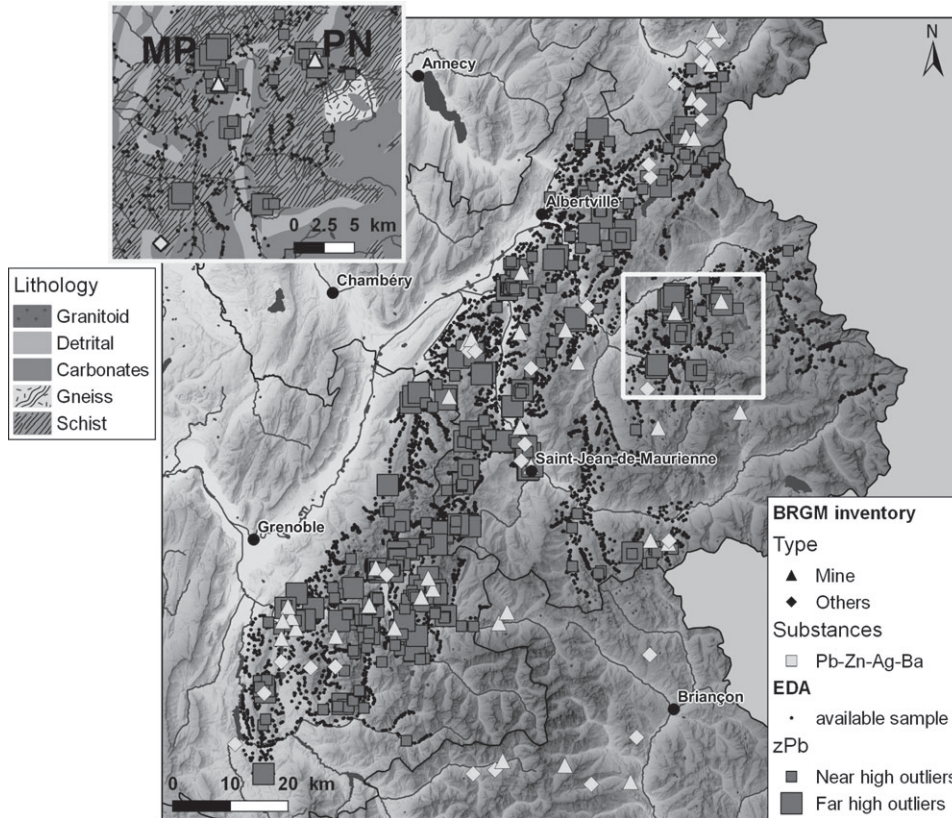 MP PN
0 2.5 5 km
Lithology
Granitoid
Detrital
Carbonates
Gneiss
Schist
N
Annecy
Albertville
Chambéry
Saint-Jean-de-Maurienne
Grenoble
Briançon
0 10 20 km
BRGM inventory
Type
Mine
Others
Substances
Pb-Zn-Ag-Ba
EDA
available sample
zPb
Near high outliers
Far high outliers